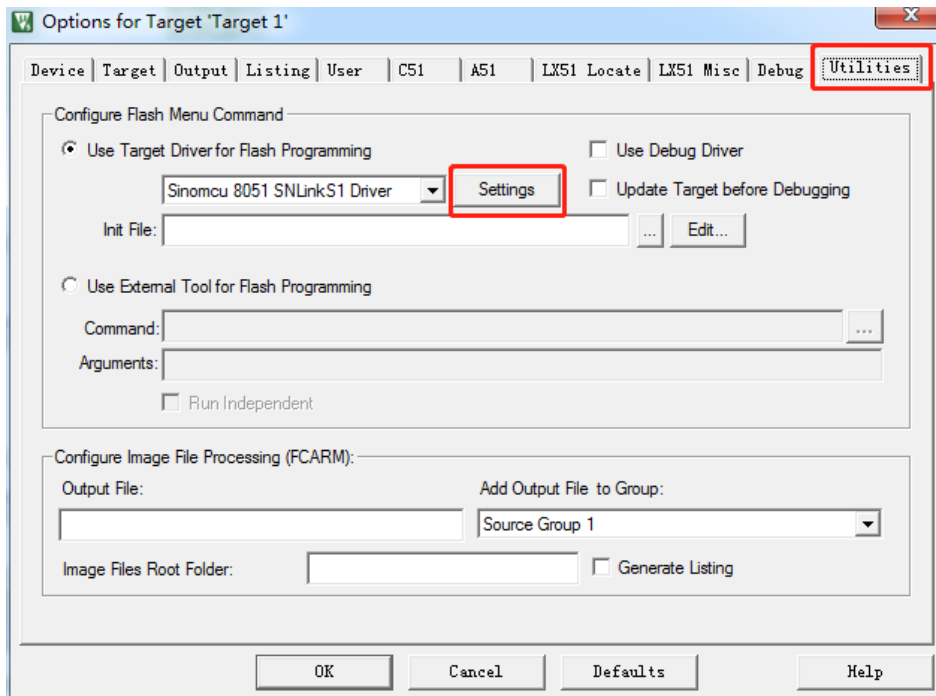 Options for Target 'Target 1'
Device Target Output Listing User C51 A51 LX51 Locate LX51 Misc Debug Utilities
Configure Flash Menu Command
Use Target Driver for Flash Programming Use Debug Driver
Sinomcu 8051 SNLinkS1 Driver Settings Update Target before Debugging
Init File: ... Edit...
Use External Tool for Flash Programming
Command: ...
Arguments:
Run Independent
Configure Image File Processing (FCARM):
Output File: Add Output File to Group:
Source Group 1
Image Files Root Folder: Generate Listing
OK Cancel Defaults Help